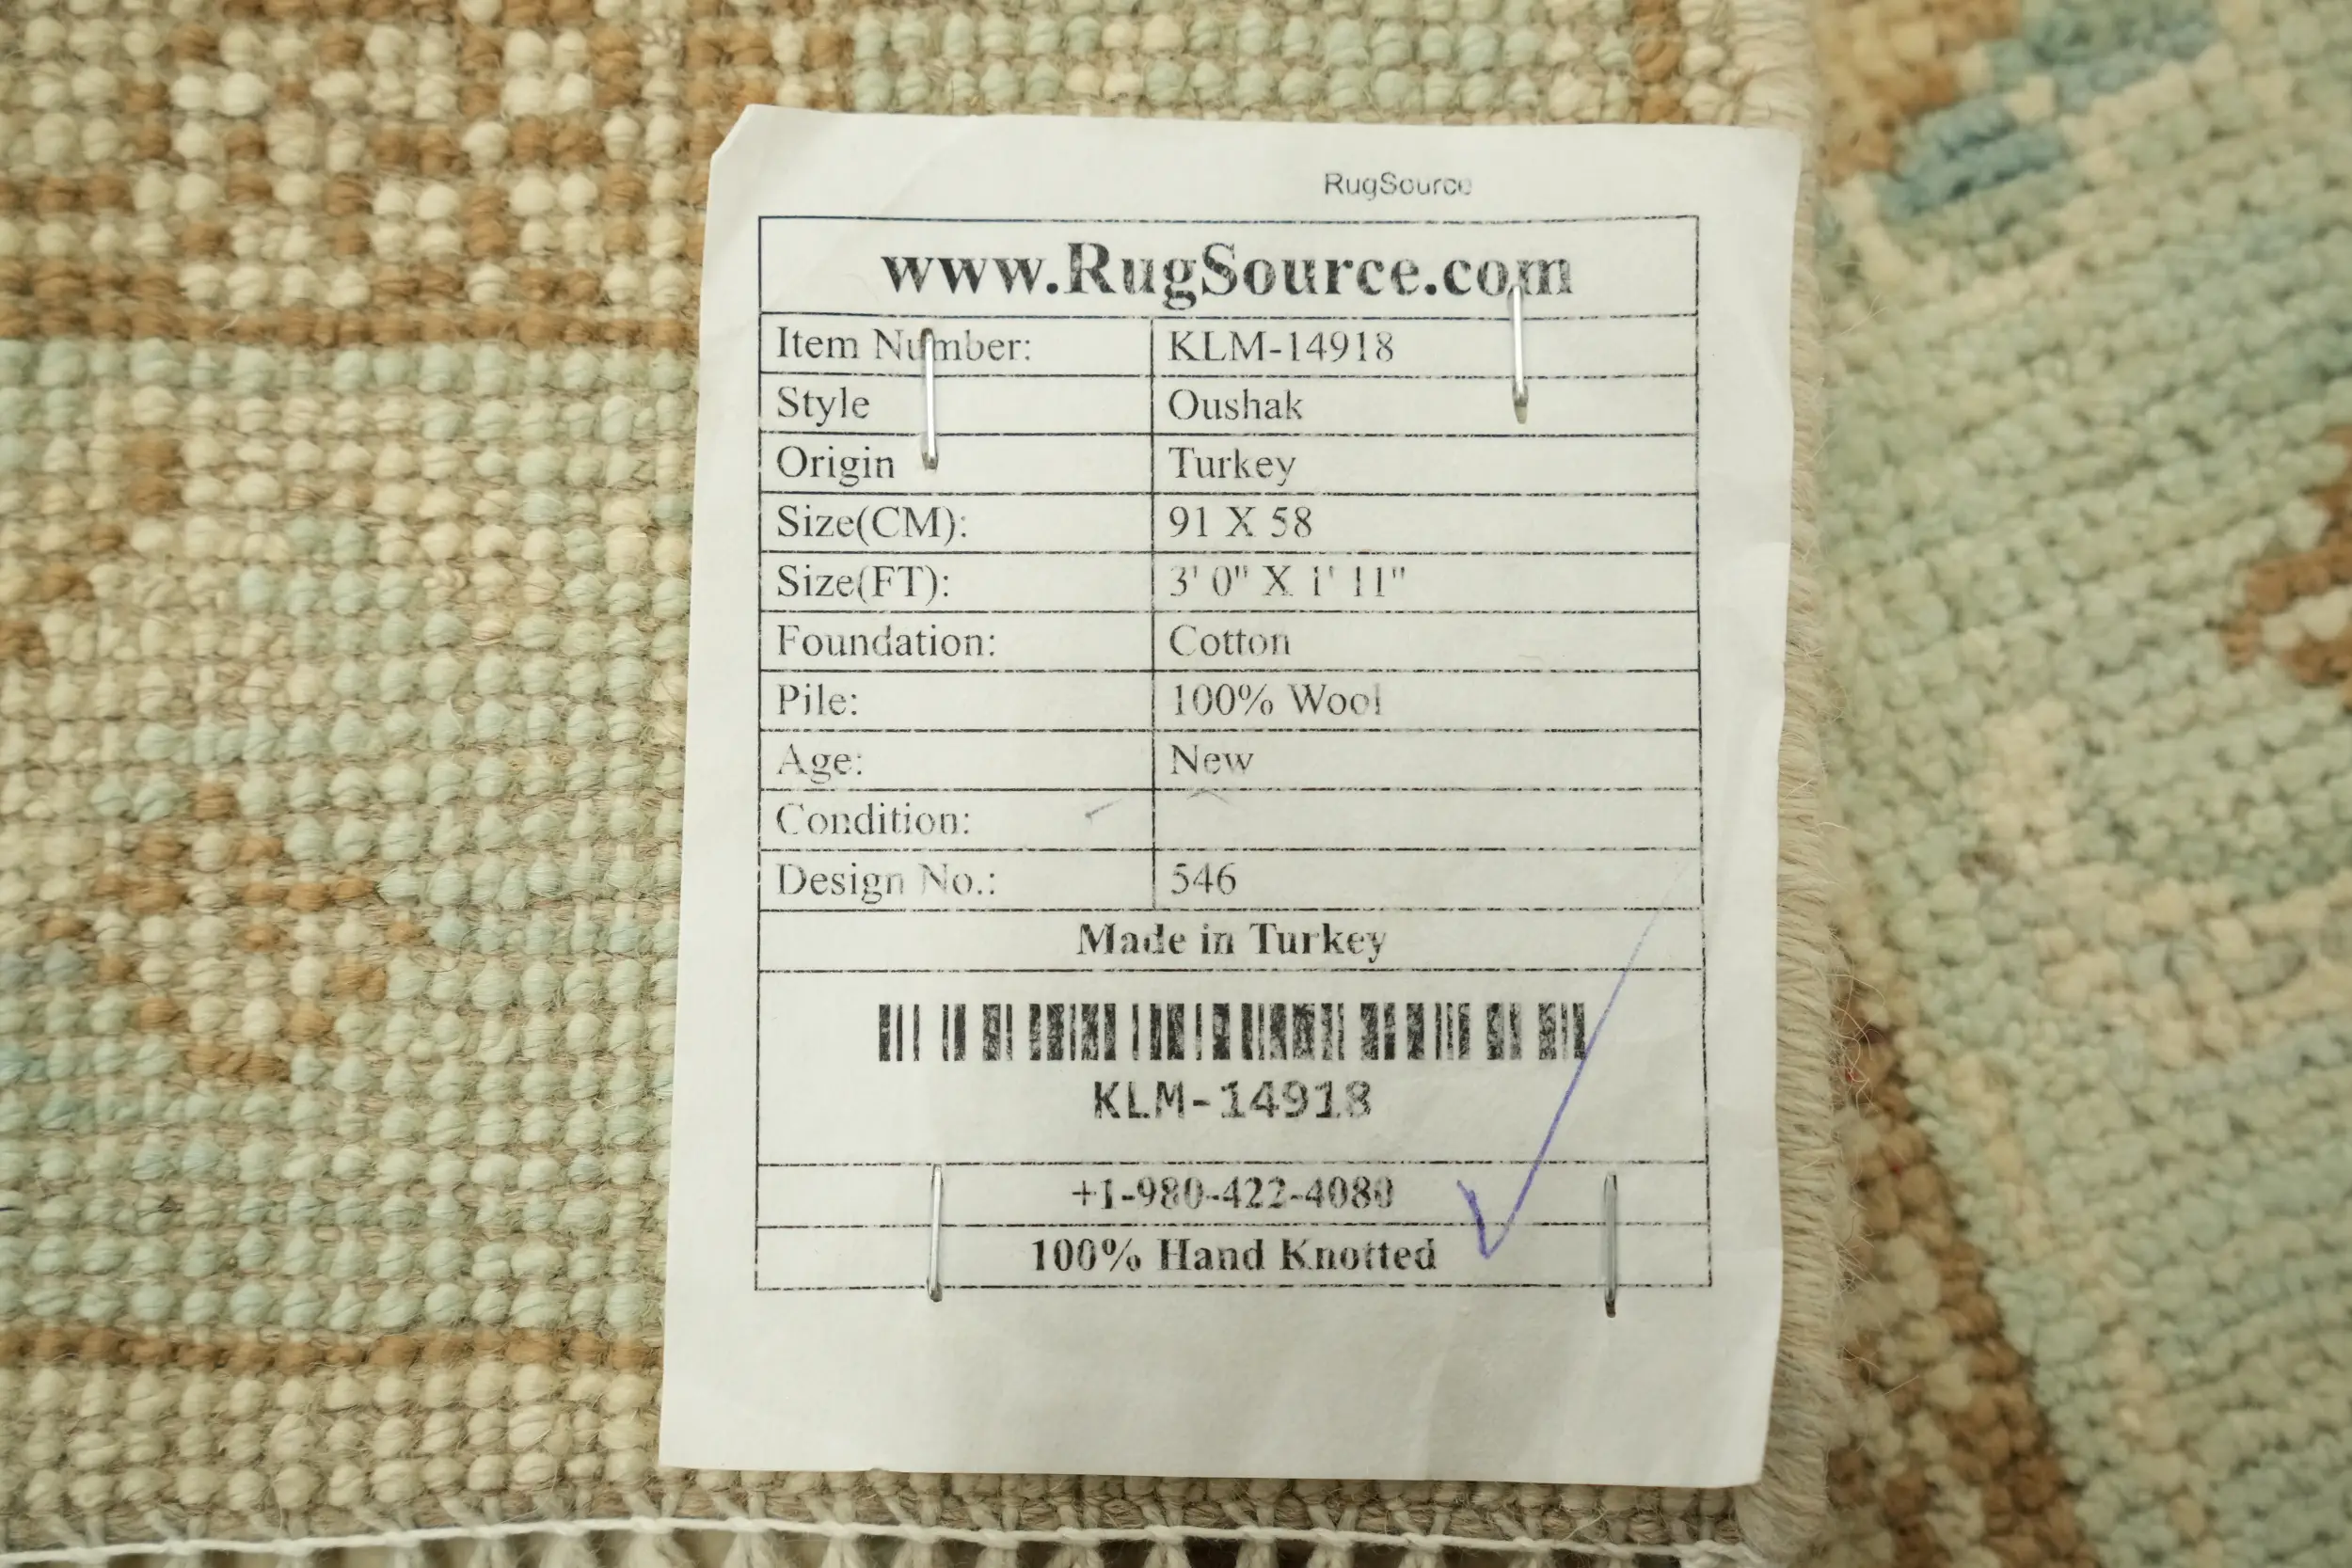 RugSource
www.RugSource.com
Item Number: KLM-14918
Style Oushak
Origin Turkey
Size(CM): 91 X 58
Size(FT): 3' 0" X 1' 11"
Foundation: Cotton
Pile: 100% Wool
Age: New
Condition:
Design No.: 546
Made in Turkey
KLM-14918
+1-980-422-4080
100% Hand Knotted